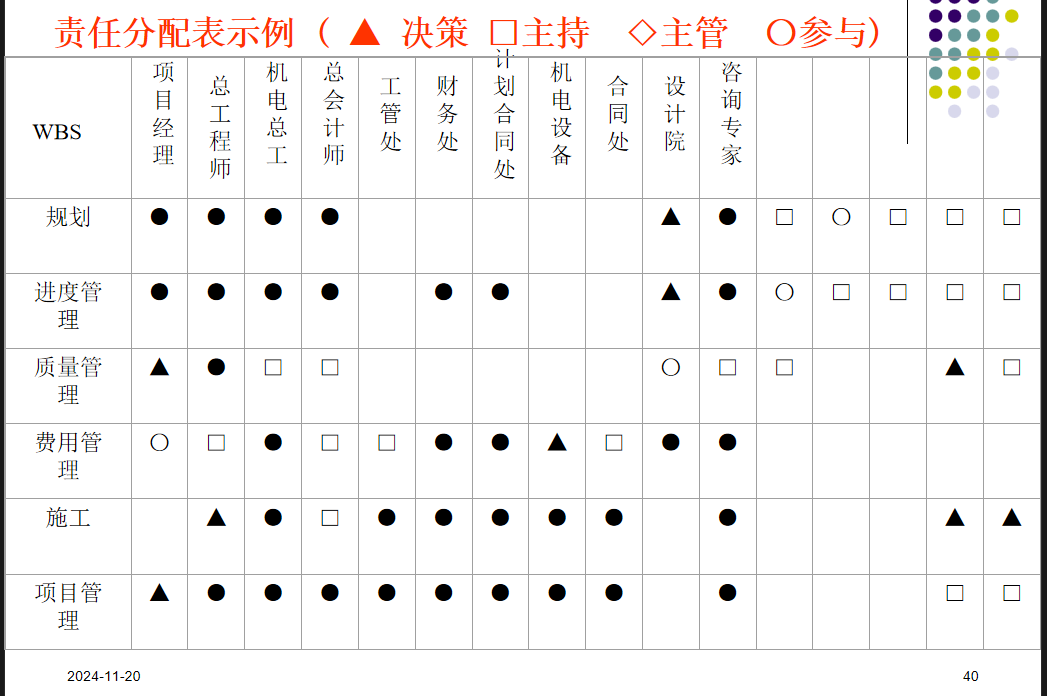 责任分配表示例（ ▲ 决策 □主持 ◇主管 ○参与）
WBS 项目经理 总工程师 机电总工 总会计师 工管处 财务处 计划合同处 机电设备 合同处 设计院 咨询专家
规划 ● ● ● ● ▲ ● □ ○ □ □ □
进度管
理 ● ● ● ● ● ● ▲ ● ○ □ □ □ □
质量管
理 ▲ ● □ □ ○ □ □ ▲ □
费用管
理 ○ □ ● □ □ ● ● ▲ □ ● ●
施工 ▲ ● □ ● ● ● ● ● ● ▲ ▲
项目管
理 ▲ ● ● ● ● ● ● ● ● ● □ □
2024-11-20
40